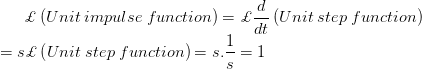 £ (Unit impulse function) = £ d/dt (Unit step function)
= s£ (Unit step function) = s. 1/s = 1